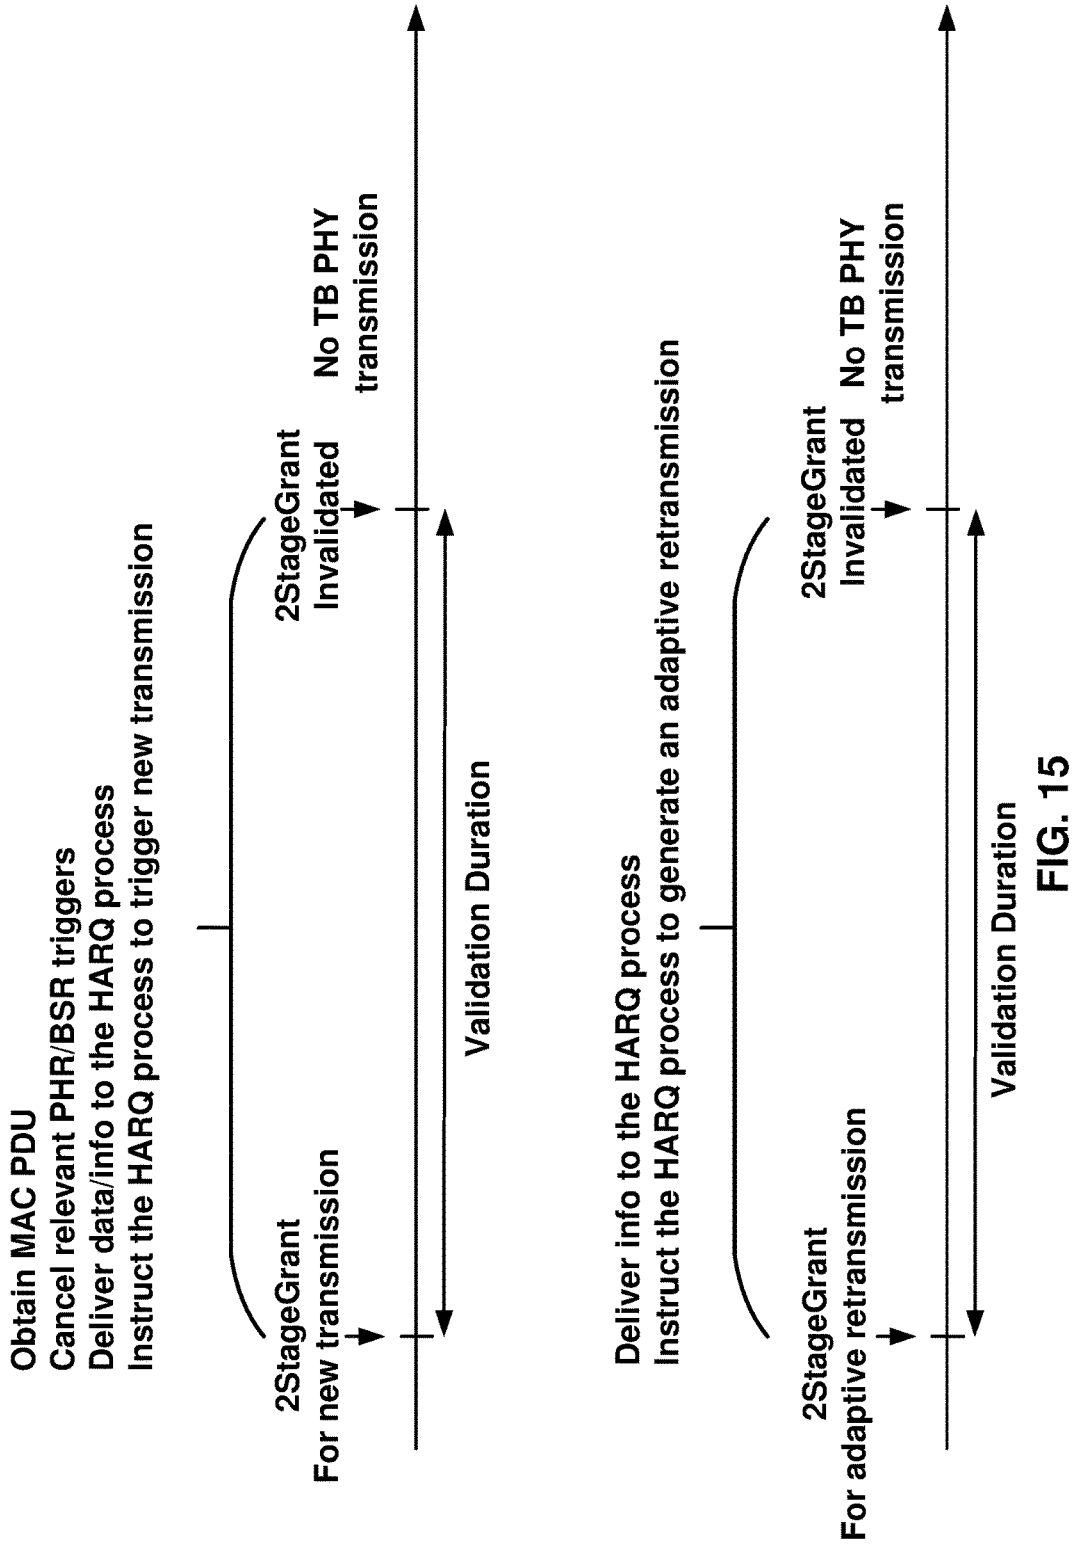 Obtain MAC PDU
Cancel relevant PHR/BSR triggers
Deliver data/info to the HARQ process
Instruct the HARQ process to trigger new transmission
2StageGrant
For new transmission
2StageGrant
Invalidated
No TB PHY
transmission
Validation Duration
Deliver info to the HARQ process
Instruct the HARQ process to generate an adaptive retransmission
2StageGrant
For adaptive retransmission
2StageGrant
Invalidated
No TB PHY
transmission
Validation Duration
FIG. 15